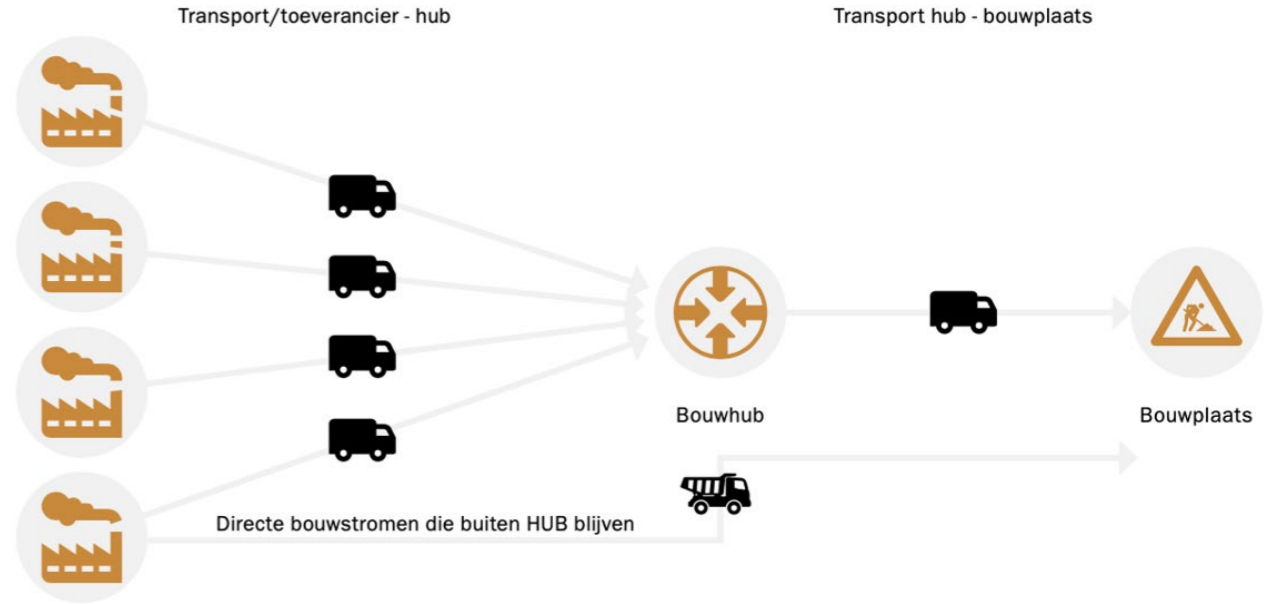 Transport/toeverancier - hub
Transport hub - bouwplaats
Bouwhub
Bouwplaats
Directe bouwstromen die buiten HUB blijven